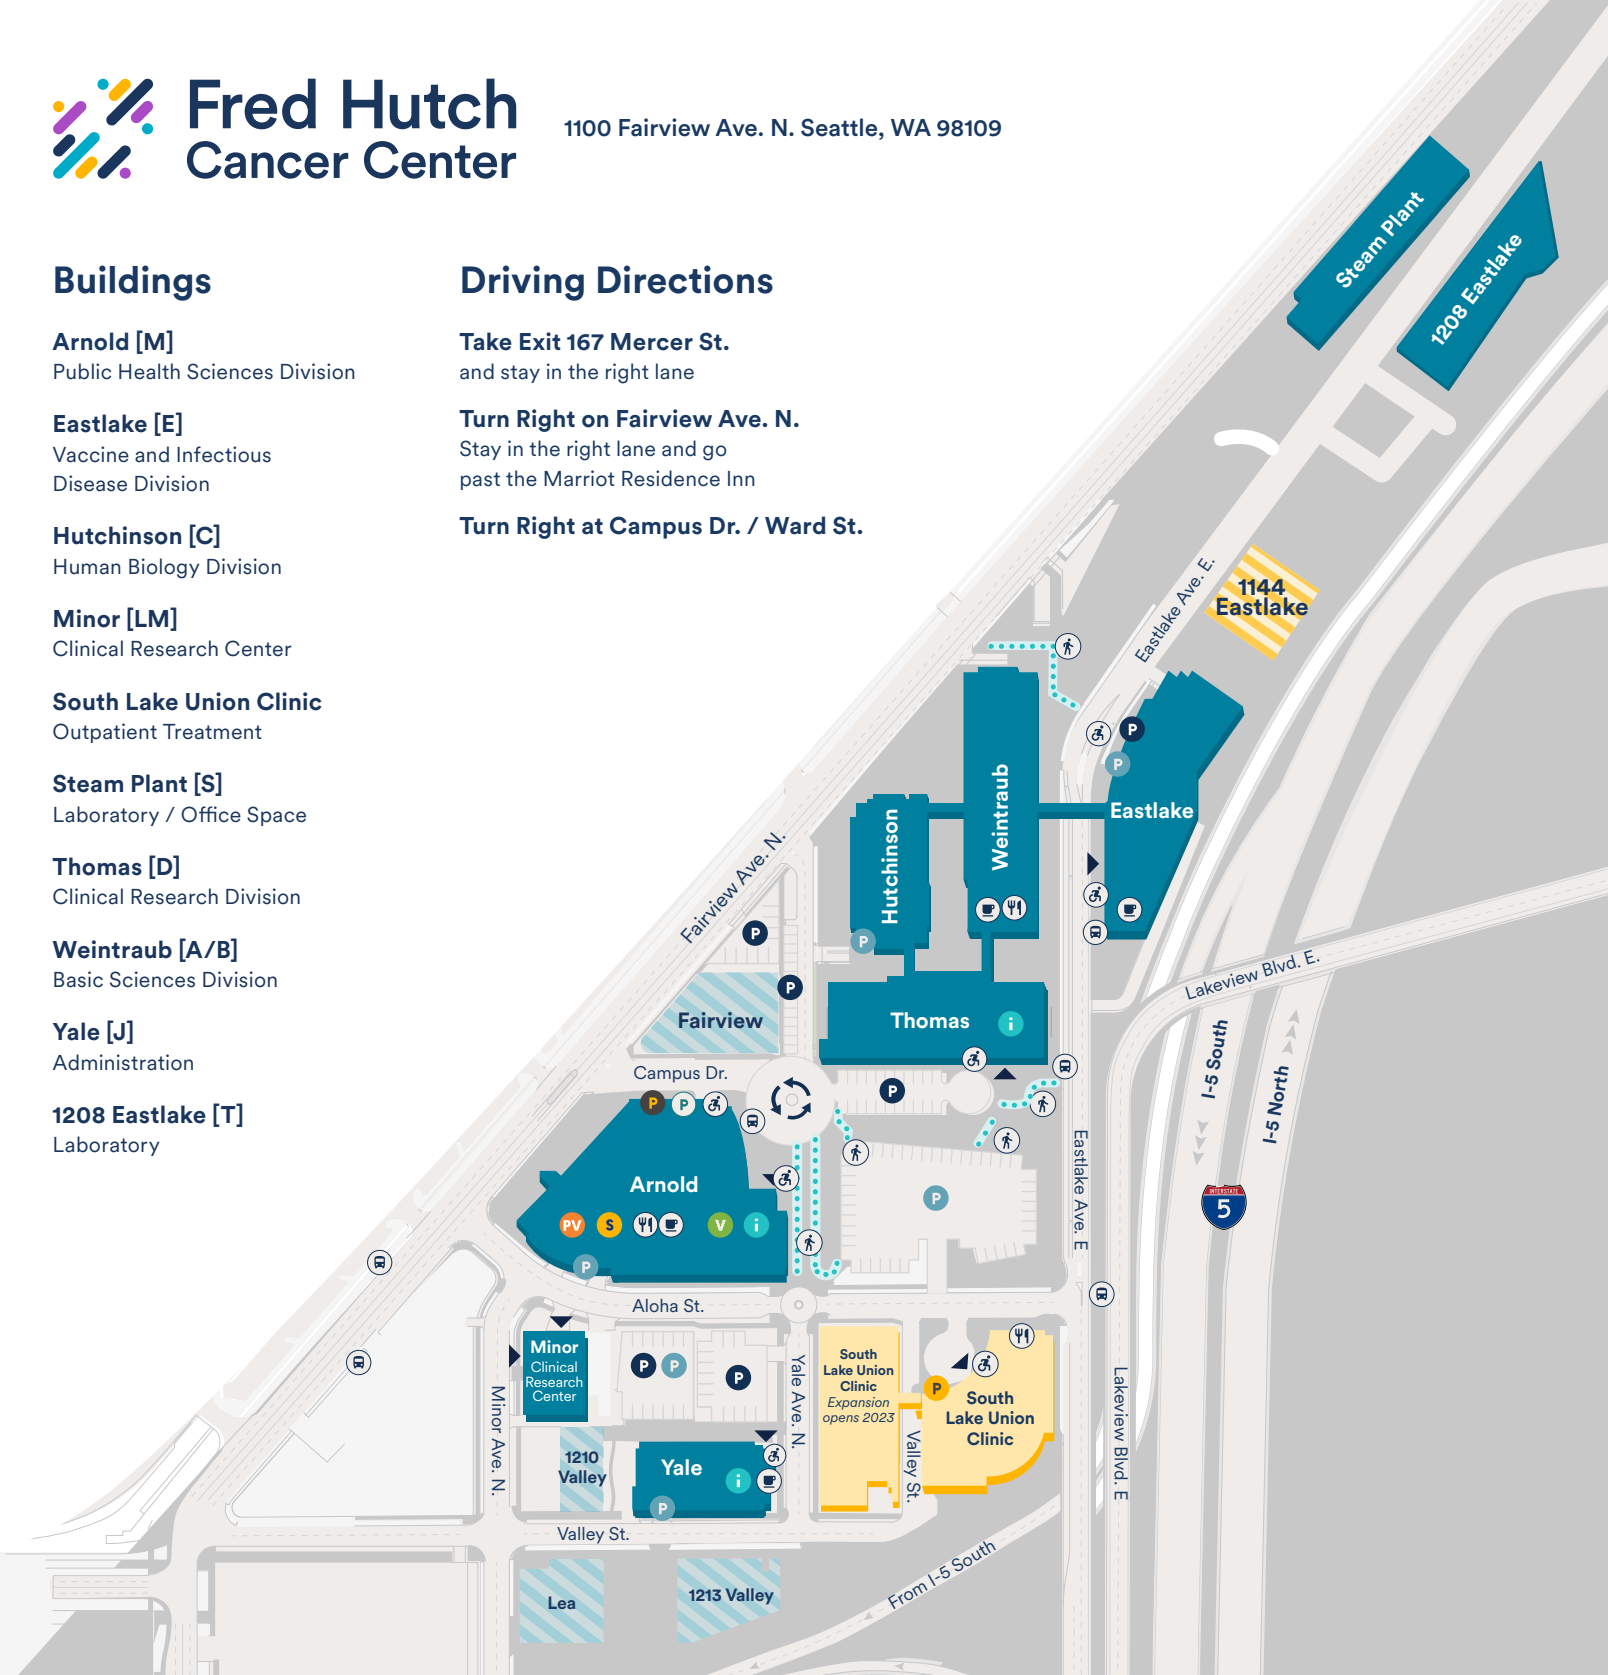 Fred Hutch
Cancer Center
1100 Fairview Ave. N. Seattle, WA 98109
Buildings
Arnold [M]
Public Health Sciences Division
Eastlake [E]
Vaccine and Infectious
Disease Division
Hutchinson [C]
Human Biology Division
Minor [LM]
Clinical Research Center
South Lake Union Clinic
Outpatient Treatment
Steam Plant [S]
Laboratory / Office Space
Thomas [D]
Clinical Research Division
Weintraub [A/B]
Basic Sciences Division
Yale [J]
Administration
1208 Eastlake [T]
Laboratory
Driving Directions
Take Exit 167 Mercer St.
and stay in the right lane
Turn Right on Fairview Ave. N.
Stay in the right lane and go
past the Marriot Residence Inn
Turn Right at Campus Dr. / Ward St.
Steam Plant
1208 Eastlake
1144
Eastlake
Eastlake Ave. E.
P
P
Eastlake
Weintraub
Hutchinson
Fairview Ave. N.
P
P
P
Fairview
Thomas
i
Lakeview Blvd. E.
I-5 South
I-5 North
Campus Dr.
P
P
P
Eastlake Ave. E
Arnold
PV
S
V
i
P
P
INTERSTATE
5
Aloha St.
Minor
Clinical
Research
Center
P
P
P
Minor Ave. N.
Yale Ave. N.
South
Lake Union
Clinic
Expansion
opens 2023
P
South
Lake Union
Clinic
Valley St.
Lakeview Blvd. E
1210
Valley
Yale
i
P
Valley St.
From I-5 South
Lea
1213 Valley